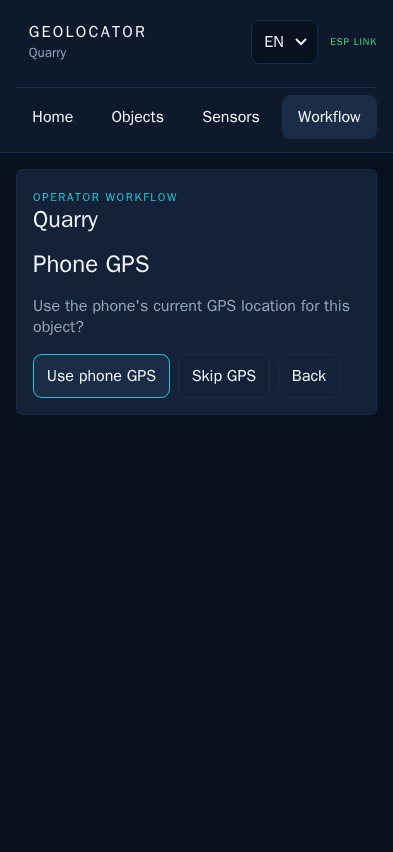 GEOLOCATOR
Quarry
EN
ESP LINK
Home
Objects
Sensors
Workflow
OPERATOR WORKFLOW
Quarry
Phone GPS
Use the phone's current GPS location for this
object?
Use phone GPS
Skip GPS
Back